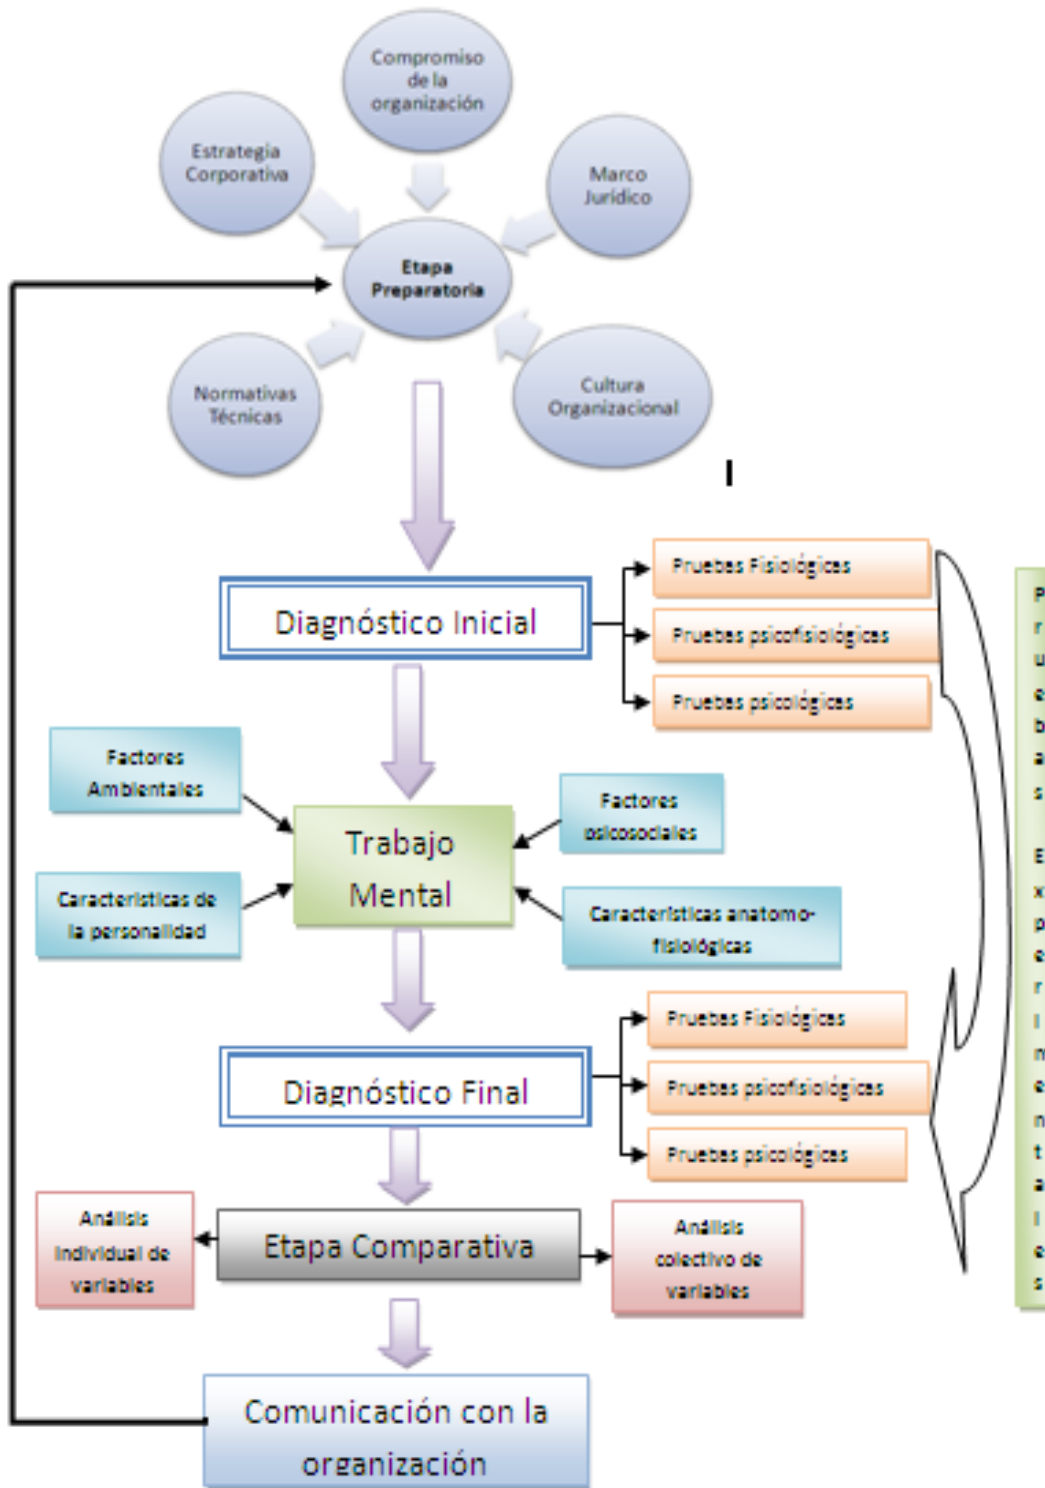 Compromiso
de la
organización
Estrategia
Corporativa
Marco
Jurídico
Etapa
Preparatoria
Normativas
Técnicas
Cultura
Organizacional
Diagnóstico Inicial
Pruebas Fisiológicas
Pruebas psicofisiológicas
Pruebas psicológicas
Factores
Ambientales
Factores
psicosociales
Trabajo
Mental
Características de
la personalidad
Características anatomo-
fisiológicas
Diagnóstico Final
Pruebas Fisiológicas
Pruebas psicofisiológicas
Pruebas psicológicas
Análisis
individual de
variables
Etapa Comparativa
Análisis
colectivo de
variables
Comunicación con la
organización
Pruebas
Experimentales